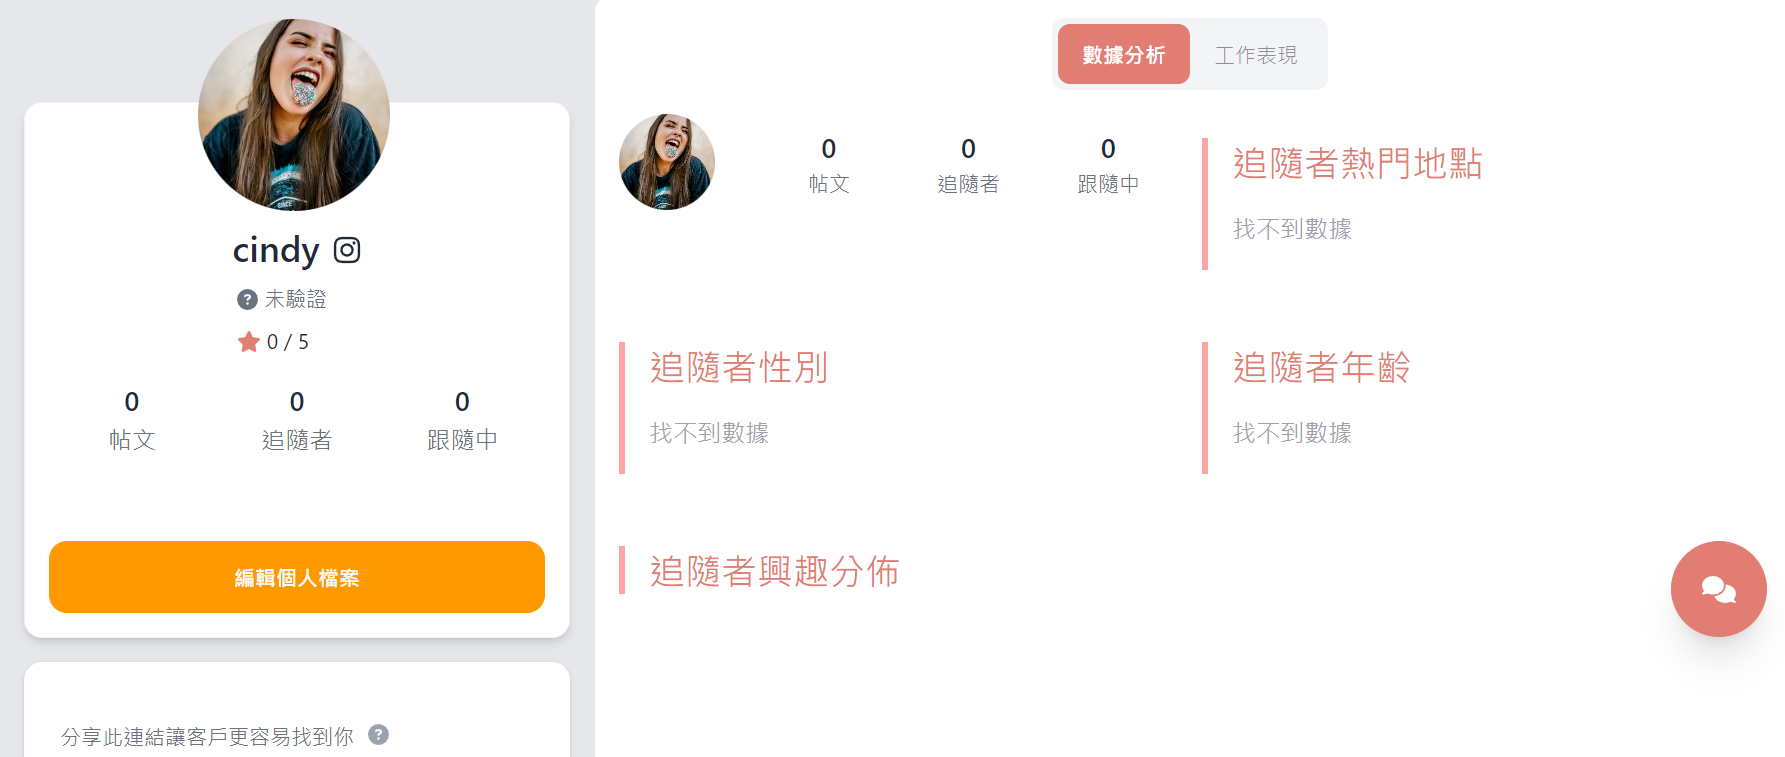 cindy
未驗證
0 / 5
0
帖文
0
追隨者
0
跟隨中
編輯個人檔案
分享此連結讓客戶更容易找到你
數據分析
工作表現
0
帖文
0
追隨者
0
跟隨中
追隨者熱門地點
找不到數據
追隨者性別
找不到數據
追隨者年齡
找不到數據
追隨者興趣分佈